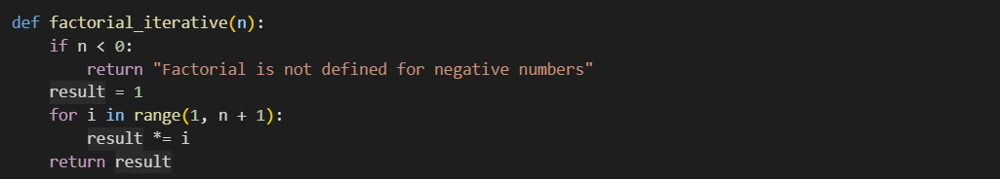 def factorial_iterative(n):
    if n < 0:
        return "Factorial is not defined for negative numbers"
    result = 1
    for i in range(1, n + 1):
        result *= i
    return result